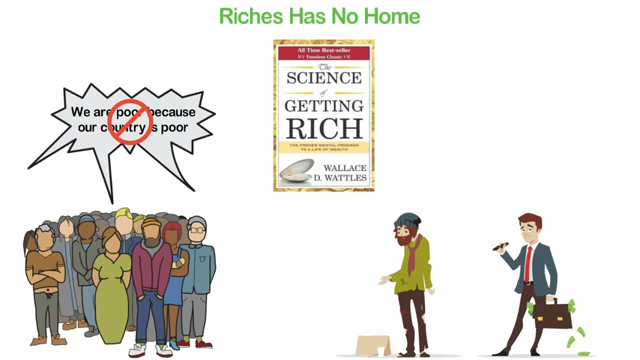 Riches Has No Home
All Time Best-seller
Timeless Classic
The
SCIENCE
of
GETTING
RICH
THE PROVEN MENTAL PROGRAM
TO A LIFE OF WEALTH
WALLACE
D. WATTLES
We are poor because
our country is poor